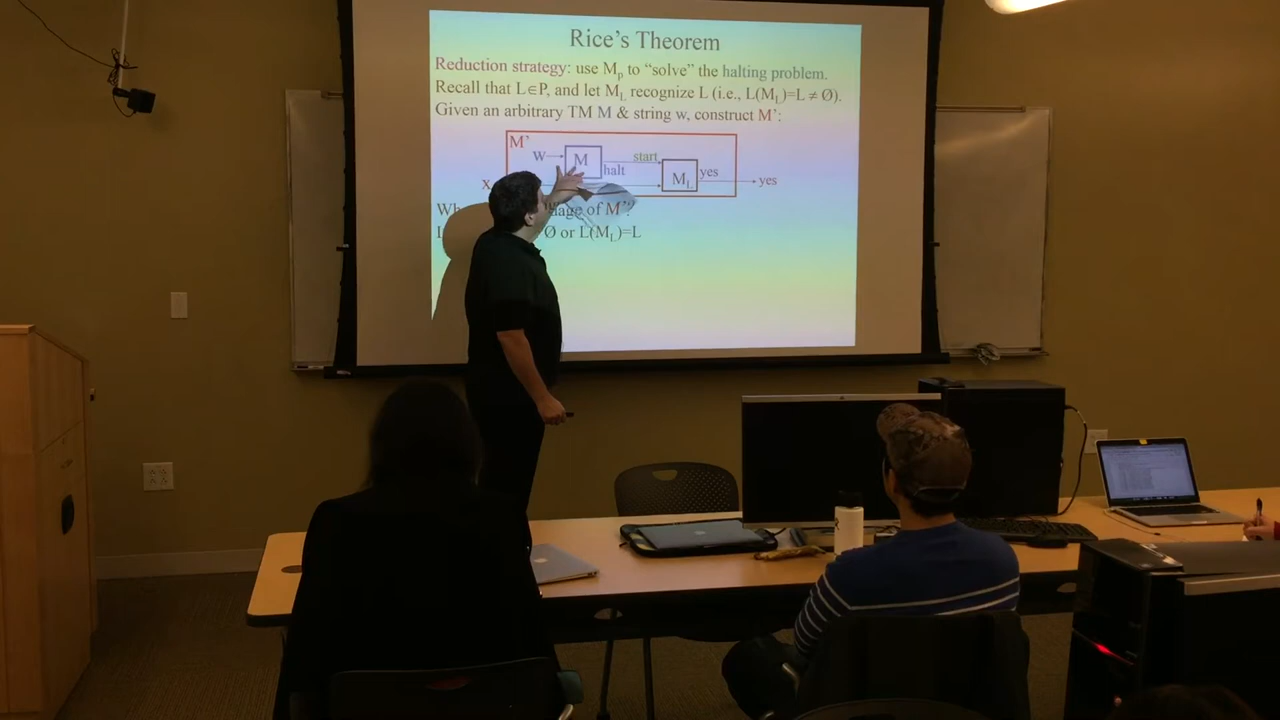 Rice's Theorem
Reduction strategy: use Mp to “solve” the halting problem.
Recall that L∈P, and let ML recognize L (i.e., L(ML)=L ≠ Ø).
Given an arbitrary TM M & string w, construct M’:
M’
w M start
halt
ML yes yes
x
of M’?
Ø or L(ML)=L